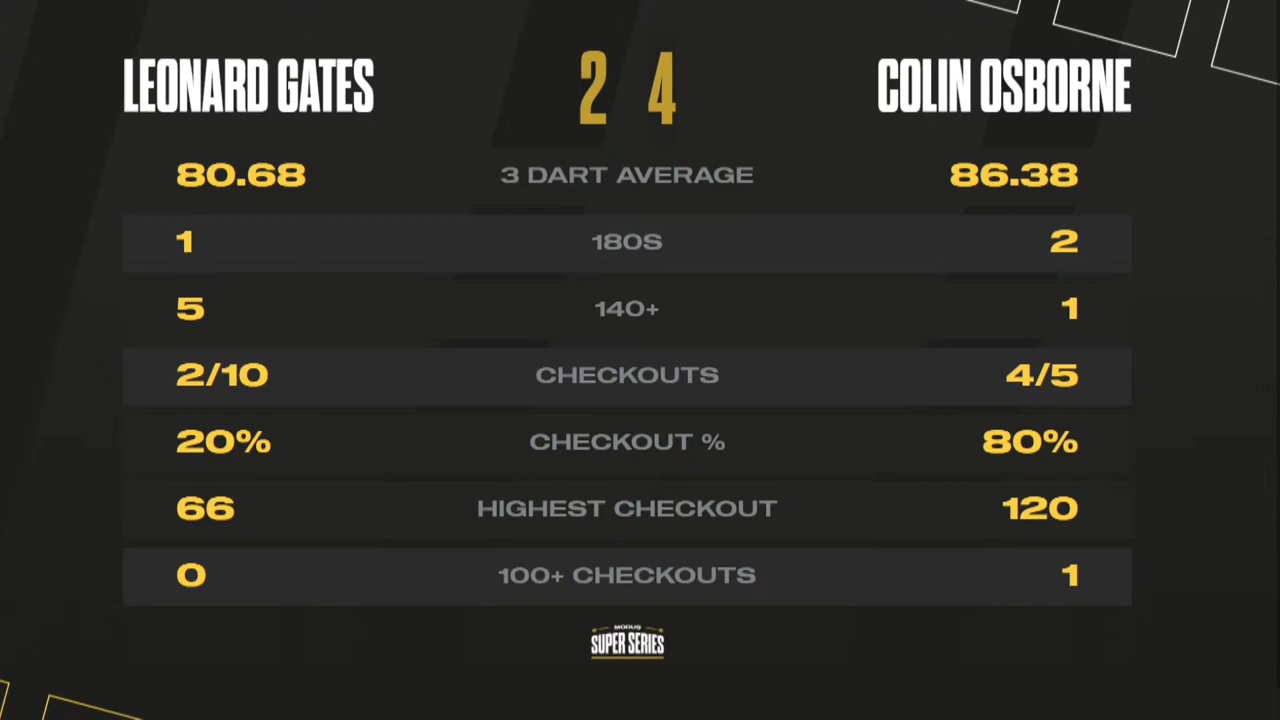 LEONARD GATES 2 4 COLIN OSBORNE
80.68 3 DART AVERAGE 86.38
1 180S 2
5 140+ 1
2/10 CHECKOUTS 4/5
20% CHECKOUT % 80%
66 HIGHEST CHECKOUT 120
0 100+ CHECKOUTS 1
MODUS
SUPER SERIES